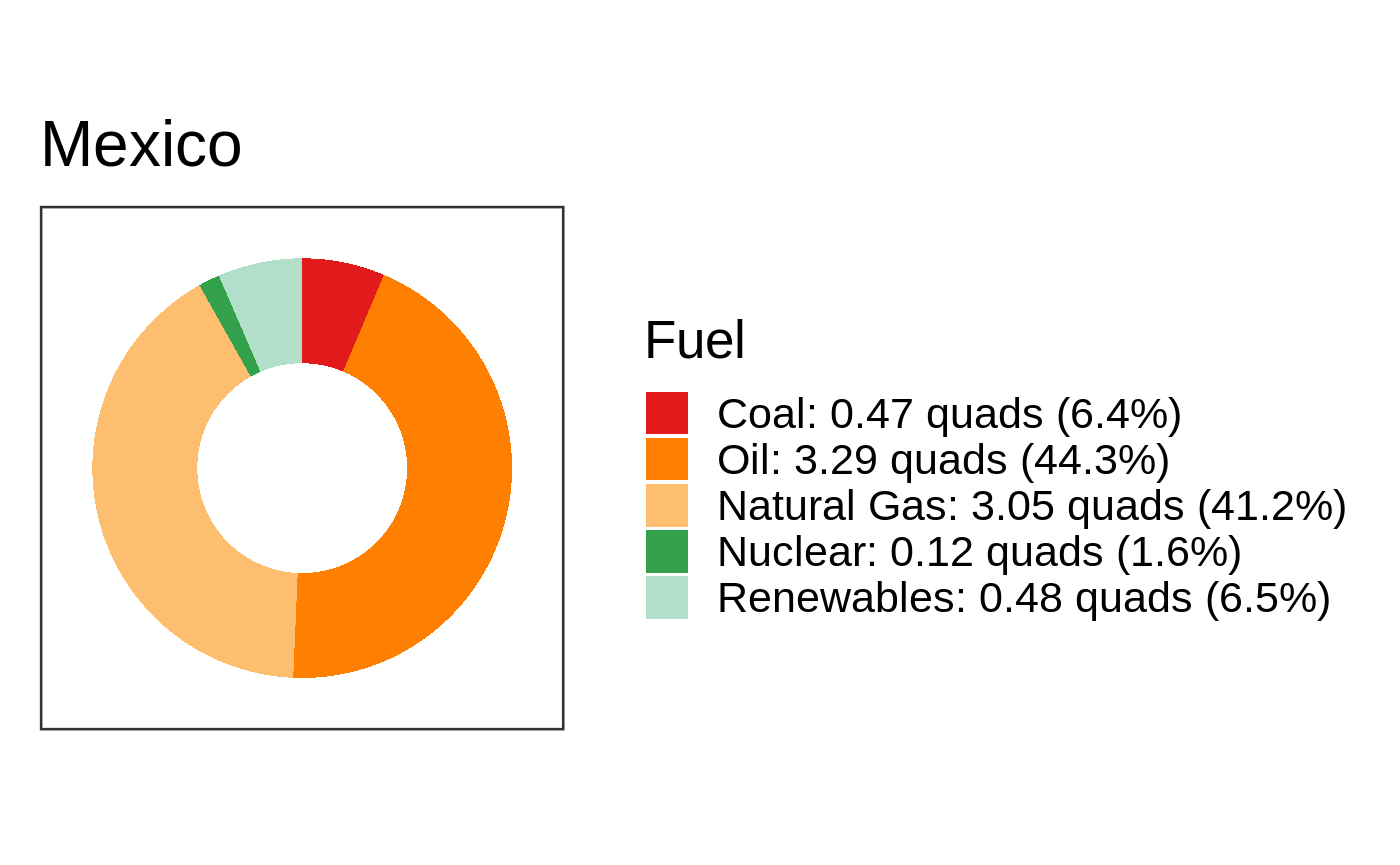 Mexico
Fuel
Coal: 0.47 quads (6.4%)
Oil: 3.29 quads (44.3%)
Natural Gas: 3.05 quads (41.2%)
Nuclear: 0.12 quads (1.6%)
Renewables: 0.48 quads (6.5%)